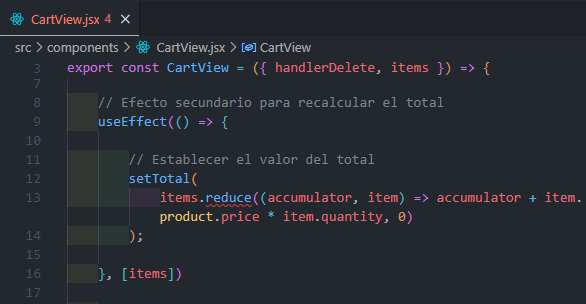 CartView.jsx 4 ×
src > components > CartView.jsx > CartView
3 export const CartView = ({ handlerDelete, items }) => {
7
8 // Efecto secundario para recalcular el total
9 useEffect(() => {
10
11 // Establecer el valor del total
12 setTotal(
13 items.reduce((accumulator, item) => accumulator + item.
product.price * item.quantity, 0)
14 );
15
16 }, [items])
17